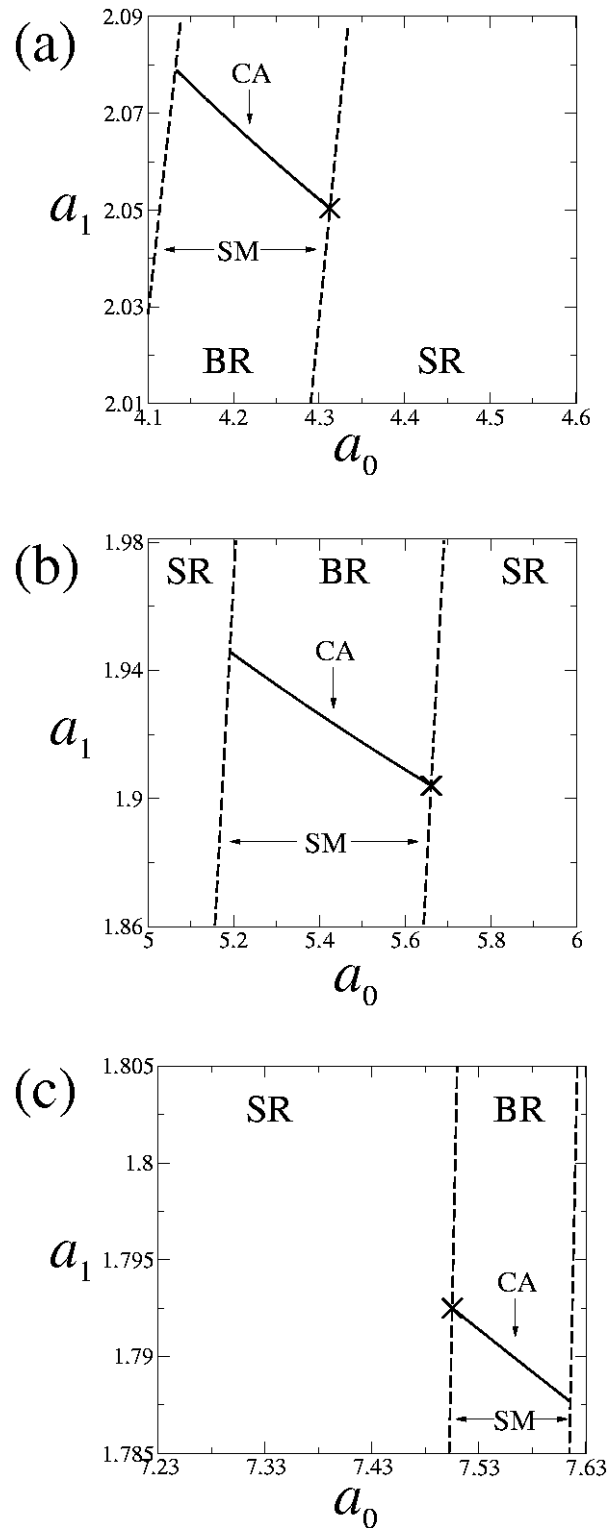 (a)
2.09
2.07
2.05
2.03
2.01
a1
CA
SM
BR SR
4.1 4.2 4.3 4.4 4.5 4.6
a0
(b)
1.98
1.94
1.9
1.86
a1
SR BR SR
CA
SM
5 5.2 5.4 5.6 5.8 6
a0
(c)
1.805
1.8
1.795
1.79
1.785
a1
SR BR
CA
SM
7.23 7.33 7.43 7.53 7.63
a0